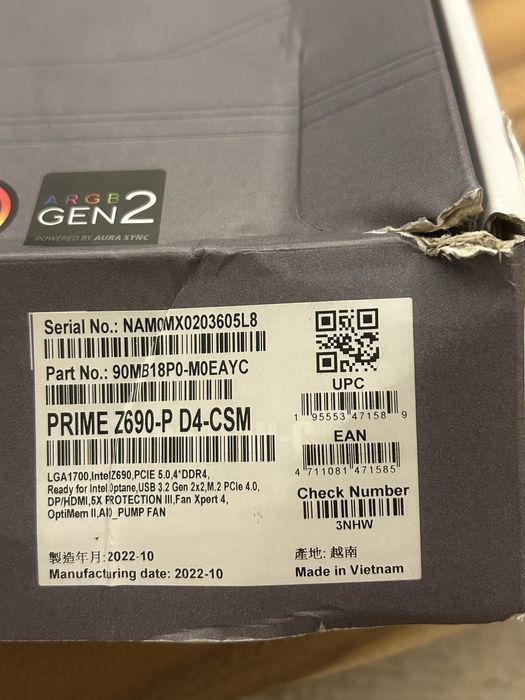 ARGB
GEN2
POWERED BY AURA SYNC
Serial No.: NAM0MX0203605L8
Part No.: 90MB18P0-M0EAYC
UPC
1 95553 47158 9
PRIME Z690-P D4-CSM
EAN
4 711081 471585
LGA1700,IntelZ690,PCIE 5.0,4*DDR4,
Ready for Intel Optane,USB 3.2 Gen 2x2,M.2 PCIe 4.0,
DP/HDMI,5X PROTECTION III,Fan Xpert 4,
OptiMem II,AIO_PUMP FAN
Check Number
3NHW
製造年月:2022-10
產地: 越南
Manufacturing date: 2022-10
Made in Vietnam